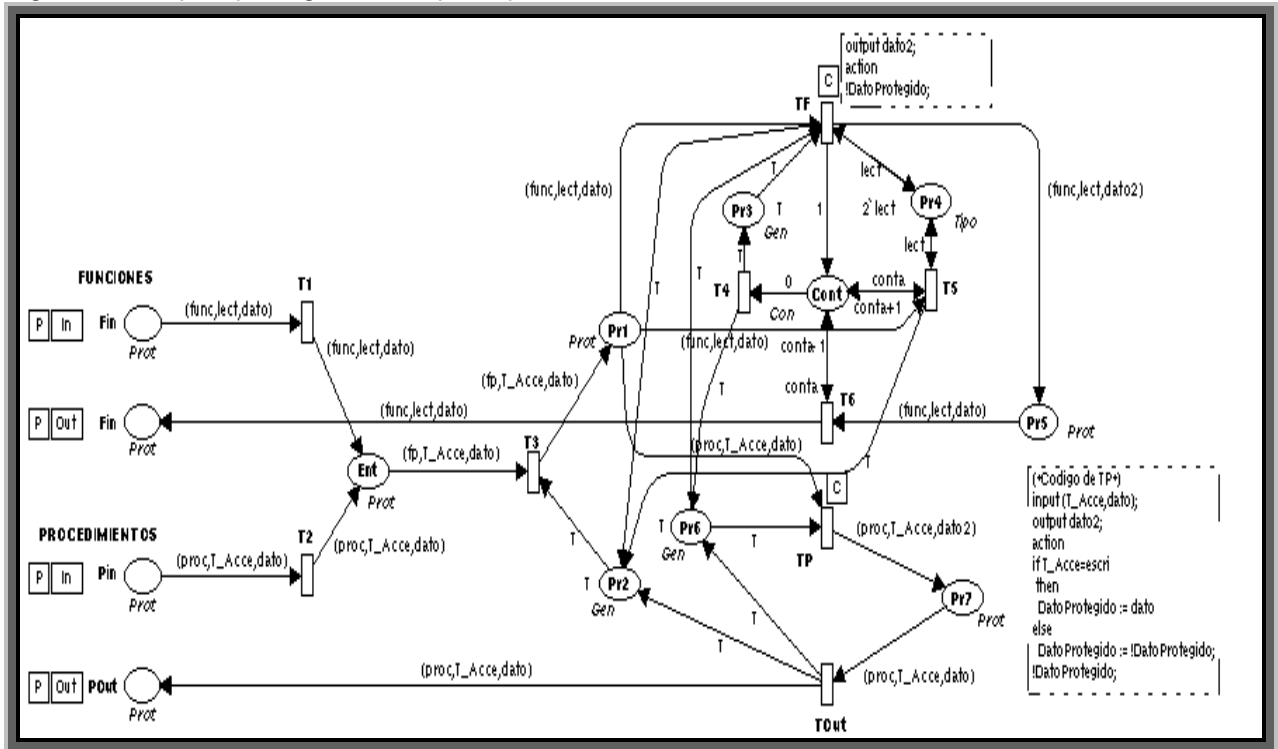 output dato2;
action
!DatoProtegido;
C
TF
(func,lect,dato)
lect
(func,lect,dato2)
T
Pr3
T
Gen
1
2`lect
Pr4
Tipo
lect
T
T
T
T4
0
Cont
Con
conta
conta+1
T5
FUNCIONES
T1
P
In
Fin
Prot
(func,lect,dato)
(func,lect,dato)
Prot
Pr1
(func,lect,dato)
conta-1
(fp,T_Acce,dato)
T
conta
T6
P
Out
Fin
Prot
(func,lect,dato)
(func,lect,dato)
Pr5
Prot
T3
(proc,T_Acce,dato)
T
Ent
Prot
(fp,T_Acce,dato)
C
(+Codigo de TP+)
input (T_Acce,dato);
output dato2;
action
if T_Acce=escri
then
DatoProtegido := dato
else
DatoProtegido := !DatoProtegido;
!DatoProtegido;
PROCEDIMIENTOS
T2
P
In
Pin
Prot
(proc,T_Acce,dato)
(proc,T_Acce,dato)
T
T
Pr6
Gen
T
TP
(proc,T_Acce,dato2)
T
Pr2
Gen
Pr7
Prot
T
T
P
Out
POut
Prot
(proc,T_Acce,dato)
(proc,T_Acce,dato)
TOut